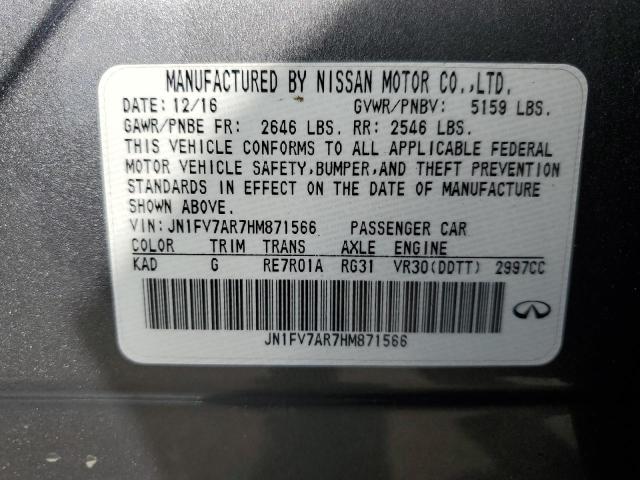 MANUFACTURED BY NISSAN MOTOR CO.,LTD.
DATE: 12/16 GVWR/PNBV: 5159 LBS.
GAWR/PNBE FR: 2646 LBS. RR: 2546 LBS.
THIS VEHICLE CONFORMS TO ALL APPLICABLE FEDERAL
MOTOR VEHICLE SAFETY,BUMPER,AND THEFT PREVENTION
STANDARDS IN EFFECT ON THE DATE OF MANUFACTURE
SHOWN ABOVE.
VIN:JN1FV7AR7HM871566 PASSENGER CAR
COLOR TRIM TRANS AXLE ENGINE
KAD G RE7R01A RG31 VR30(DDTT) 2997CC
JN1FV7AR7HM871566